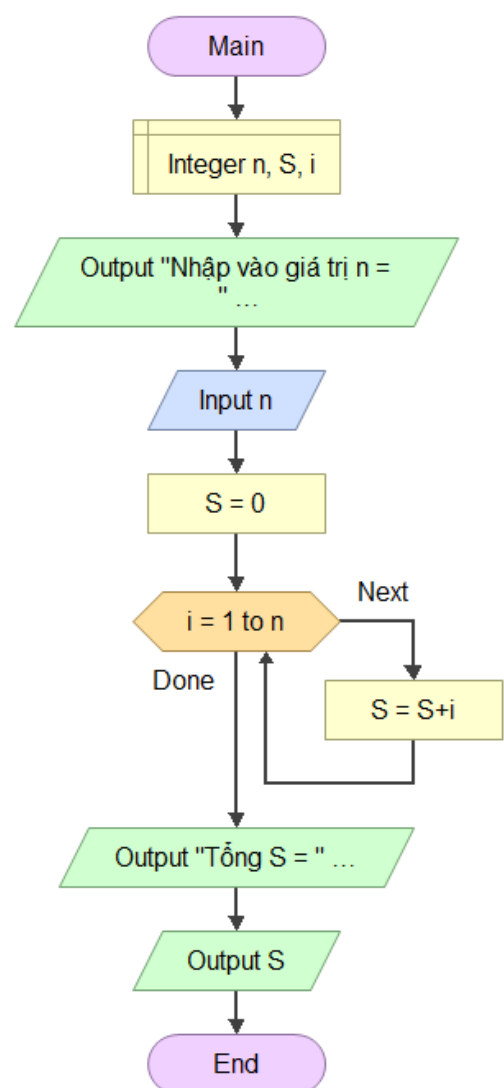 Main
Integer n, S, i
Output "Nhập vào giá trị n =
" ...
Input n
S = 0
i = 1 to n
Next
Done
S = S+i
Output "Tổng S = " ...
Output S
End